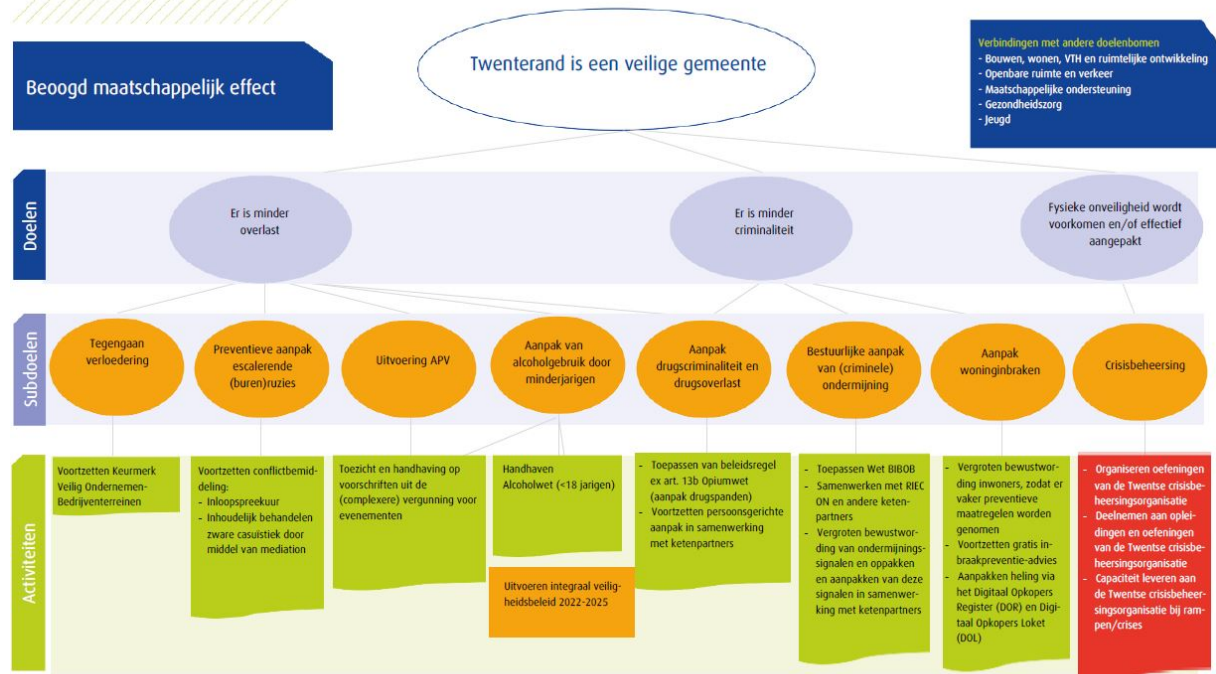 Beoogd maatschappelijk effect
Twenterand is een veilige gemeente
Verbindingen met andere doelenbomen
- Bouwen, wonen, VTH en ruimtelijke ontwikkeling
- Openbare ruimte en verkeer
- Maatschappelijke ondersteuning
- Gezondheidszorg
- Jeugd
Doelen
Er is minder
overlast
Er is minder
criminaliteit
Fysieke onveiligheid wordt
voorkomen en/of effectief
aangepakt
Subdoelen
Tegengaan
verloedering
Preventieve aanpak
escalerende
(buren)ruzies
Uitvoering APV
Aanpak van
alcoholgebruik door
minderjarigen
Aanpak
drugscriminaliteit en
drugsoverlast
Bestuurlijke aanpak
van (criminele)
ondermijning
Aanpak
woninginbraken
Crisisbeheersing
Activiteiten
Voortzetten Keurmerk
Veilig Ondernemen-
Bedrijventerreinen
Voortzetten conflictbemid-
deling:
- Inloopspreekuur
- Inhoudelijk behandelen
zware casuïstiek door
middel van mediation
Toezicht en handhaving op
voorschriften uit de
(complexere) vergunning voor
evenementen
Handhaven
Alcoholwet (<18 jarigen)
Uitvoeren integraal veilig-
heidsbeleid 2022-2025
- Toepassen van beleidsregel
ex art. 13b Opiumwet
(aanpak drugspanden)
- Voortzetten persoonsgerichte
aanpak in samenwerking
met ketenpartners
- Toepassen Wet BIBOB
- Samenwerken met RIEC
ON en andere keten-
partners
- Vergroten bewustwor-
ding van ondermijnings-
signalen en oppakken
en aanpakken van deze
signalen in samenwer-
king met ketenpartners
- Vergroten bewustwor-
ding inwoners, zodat er
vaker preventieve
maatregelen worden
genomen
- Voortzetten gratis in-
braakpreventie-advies
- Aanpakken heling via
het Digitaal Opkopers
Register (DOR) en Digi-
taal Opkopers Loket
(DOL)
- Organiseren oefeningen
van de Twentse crisisbe-
heersingsorganisatie
- Deelnemen aan oplei-
dingen en oefeningen
van de Twentse crisisbe-
heersingsorganisatie
- Capaciteit leveren aan
de Twentse crisisbeheer-
singsorganisatie bij ram-
pen/crises